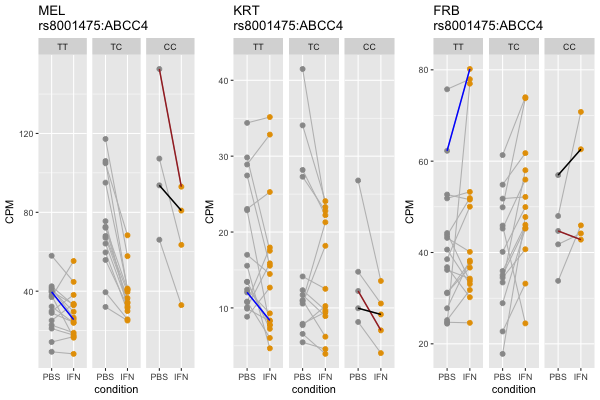 MEL
rs8001475:ABCC4
TT TC CC
CPM
120
80
40
PBS IFN PBS IFN PBS IFN
condition
KRT
rs8001475:ABCC4
TT TC CC
CPM
40
30
20
10
PBS IFN PBS IFN PBS IFN
condition
FRB
rs8001475:ABCC4
TT TC CC
CPM
80
60
40
20
PBS IFN PBS IFN PBS IFN
condition